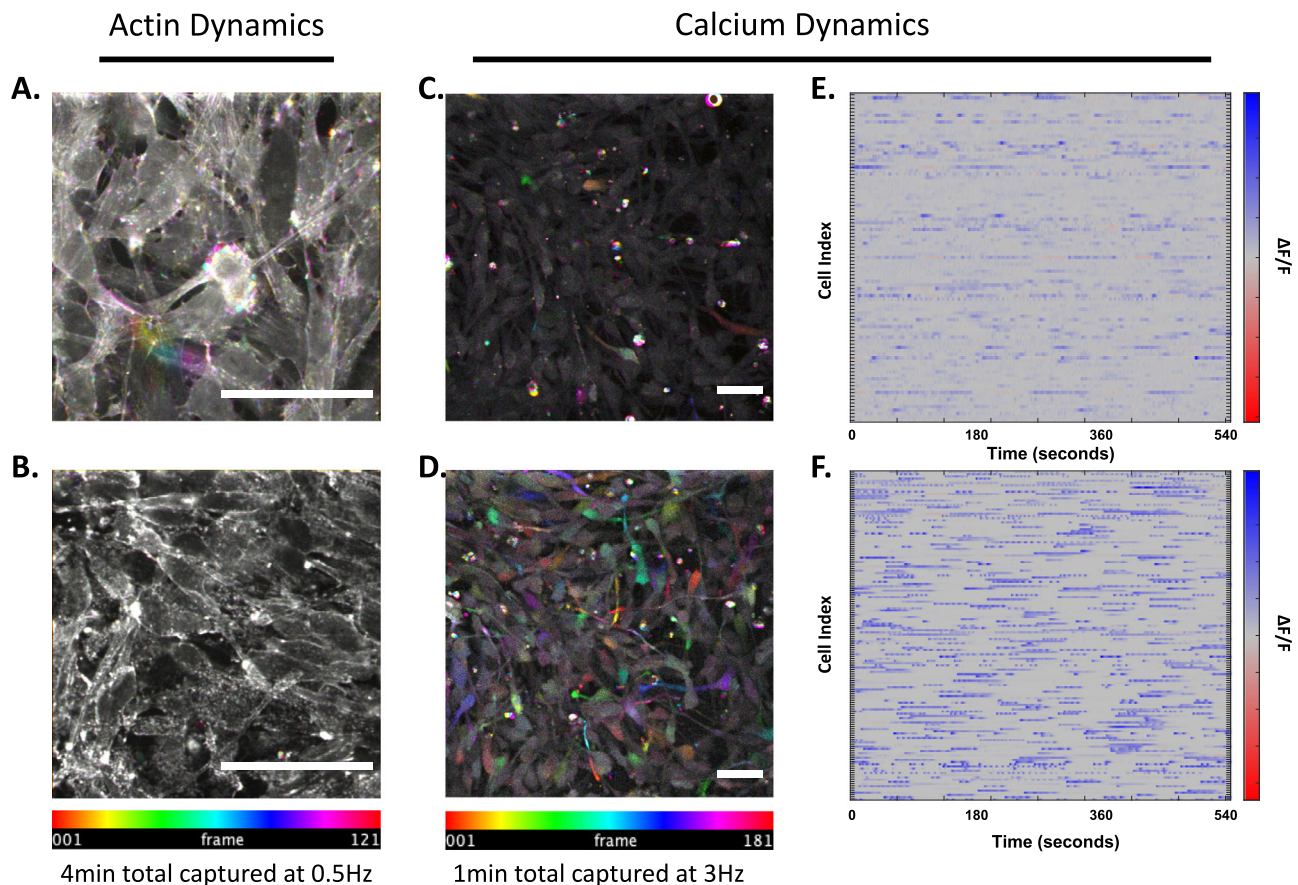 Actin Dynamics
Calcium Dynamics
A.
C.
E.
Cell Index
ΔF/F
0 180 360 540
Time (seconds)
B.
D.
F.
Cell Index
ΔF/F
0 180 360 540
Time (seconds)
001 frame 121
001 frame 181
4min total captured at 0.5Hz
1min total captured at 3Hz